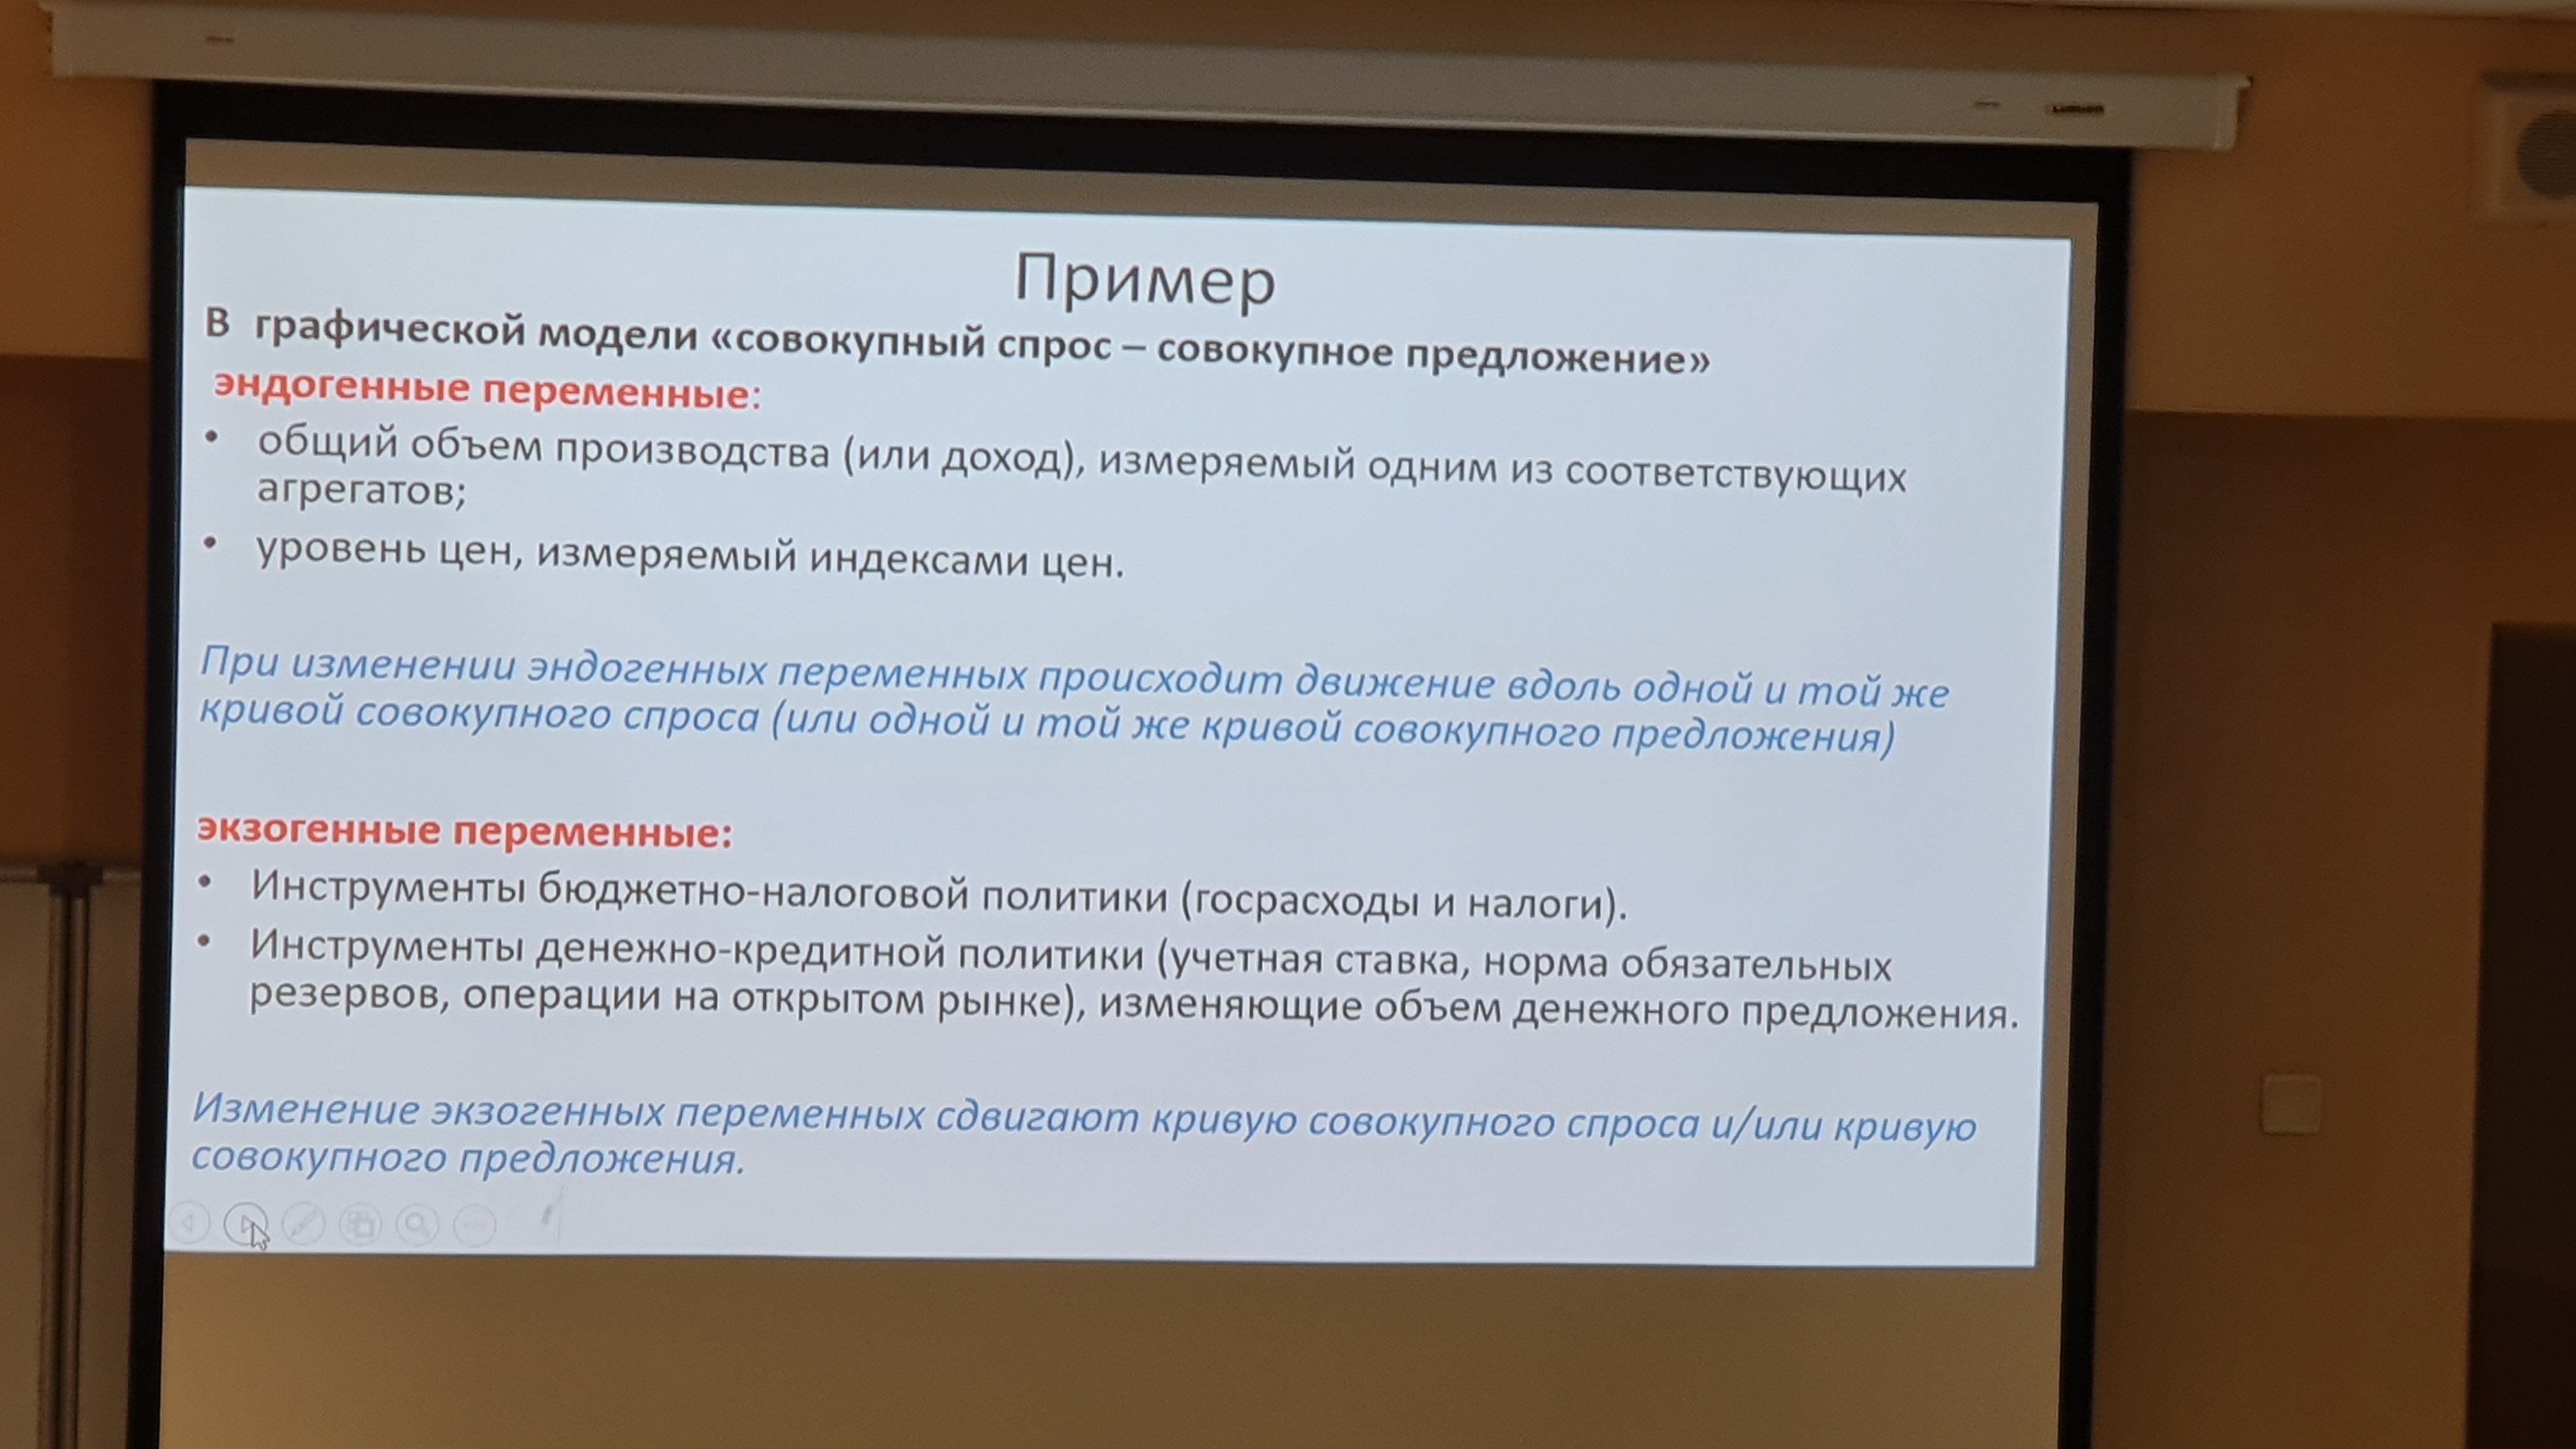 Пример
В графической модели «совокупный спрос – совокупное предложение»
эндогенные переменные:
• общий объем производства (или доход), измеряемый одним из соответствующих
агрегатов;
• уровень цен, измеряемый индексами цен.
При изменении эндогенных переменных происходит движение вдоль одной и той же
кривой совокупного спроса (или одной и той же кривой совокупного предложения)
экзогенные переменные:
• Инструменты бюджетно-налоговой политики (госрасходы и налоги).
• Инструменты денежно-кредитной политики (учетная ставка, норма обязательных
резервов, операции на открытом рынке), изменяющие объем денежного предложения.
Изменение экзогенных переменных сдвигают кривую совокупного спроса и/или кривую
совокупного предложения.